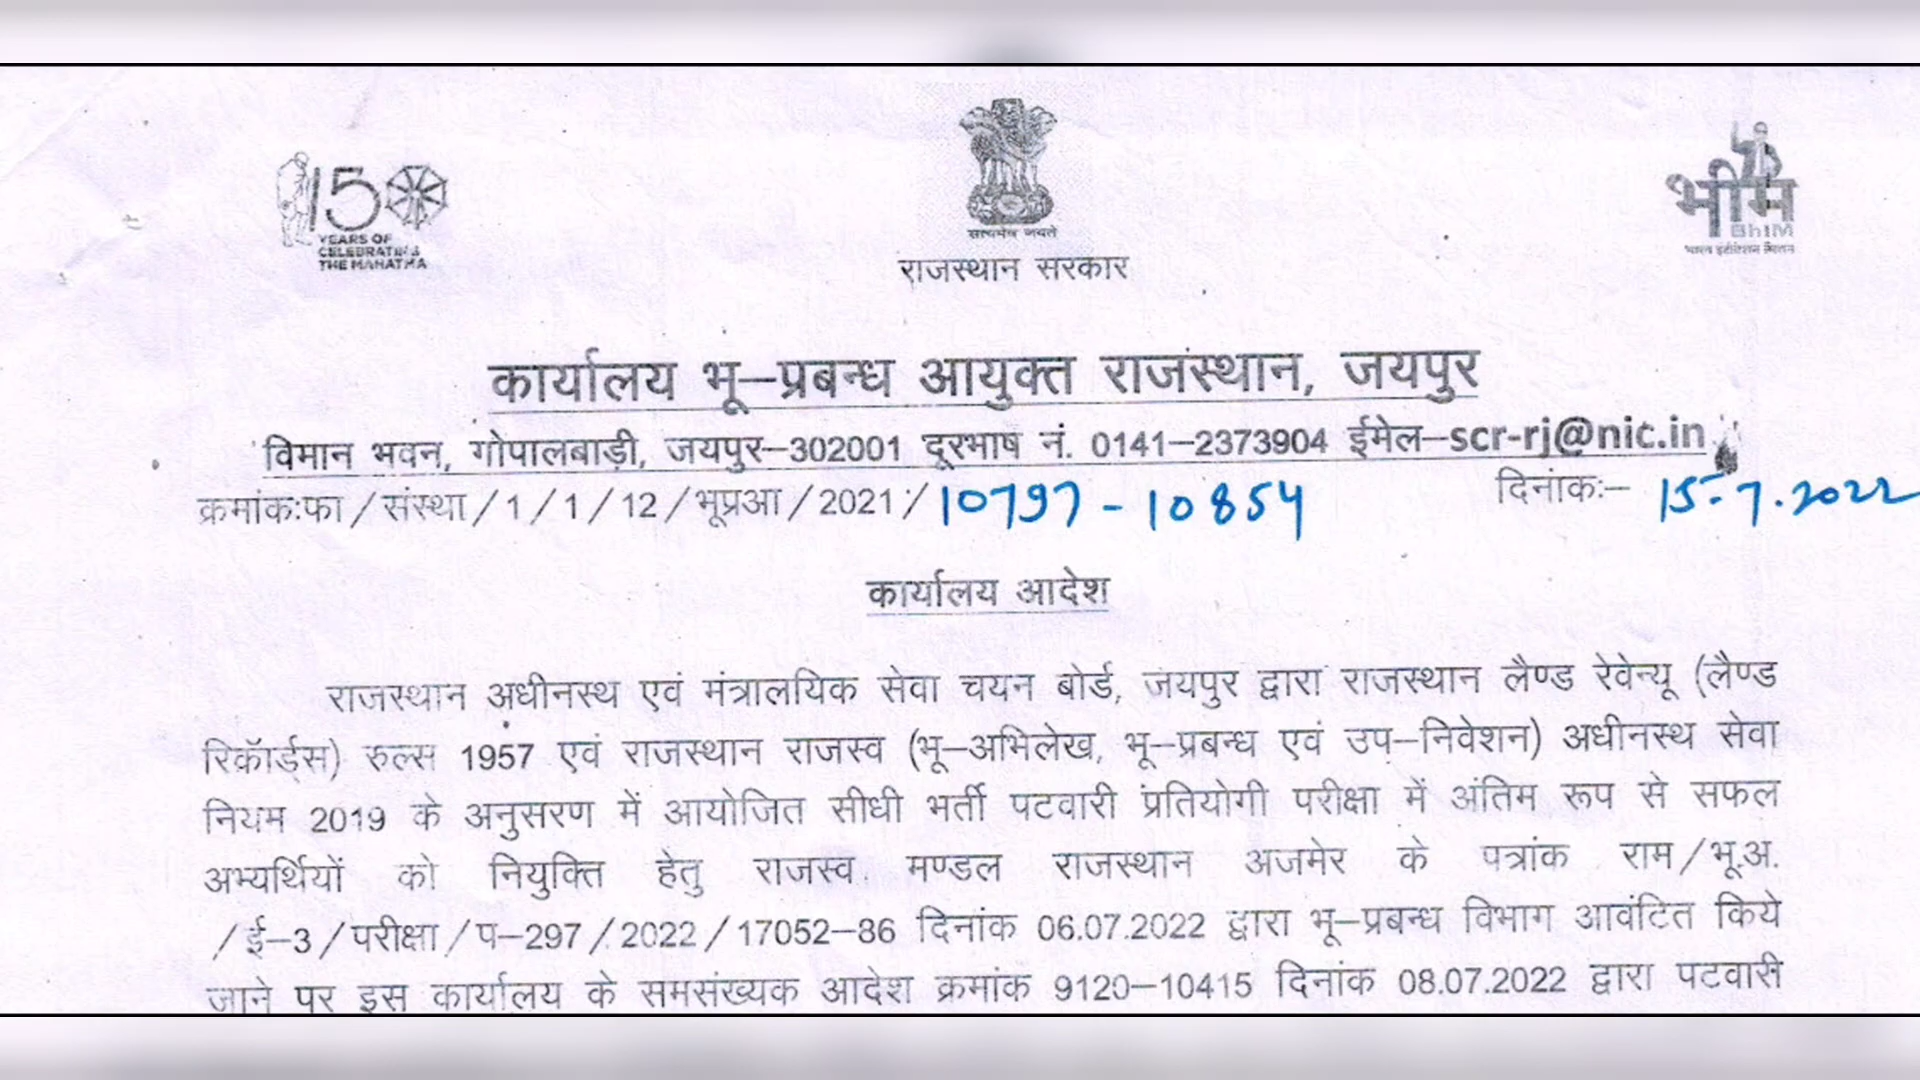 150
YEARS OF
CELEBRATING
THE MAHATMA
सत्यमेव जयते
भीम
BHIM
राजस्थान सरकार
कार्यालय भू–प्रबन्ध आयुक्त राजस्थान, जयपुर
विमान भवन, गोपालबाड़ी, जयपुर–302001 दूरभाष नं. 0141–2373904 ईमेल–scr-rj@nic.in
क्रमांक:फा/संस्था/1/1/12/भूप्रआ/2021/10797-10854 दिनांक:– 15.7.2022
कार्यालय आदेश
राजस्थान अधीनस्थ एवं मंत्रालयिक सेवा चयन बोर्ड, जयपुर द्वारा राजस्थान लैण्ड रेवेन्यू (लैण्ड
रिकॉर्ड्स) रुल्स 1957 एवं राजस्थान राजस्व (भू–अभिलेख, भू–प्रबन्ध एवं उप–निवेशन) अधीनस्थ सेवा
नियम 2019 के अनुसरण में आयोजित सीधी भर्ती पटवारी प्रतियोगी परीक्षा में अंतिम रूप से सफल
अभ्यर्थियों को नियुक्ति हेतु राजस्व मण्डल राजस्थान अजमेर के पत्रांक राम/भू.अ.
/ई–3/परीक्षा/प–297/2022/17052–86 दिनांक 06.07.2022 द्वारा भू–प्रबन्ध विभाग आवंटित किये
जाने पर इस कार्यालय के समसंख्यक आदेश क्रमांक 9120–10415 दिनांक 08.07.2022 द्वारा पटवारी